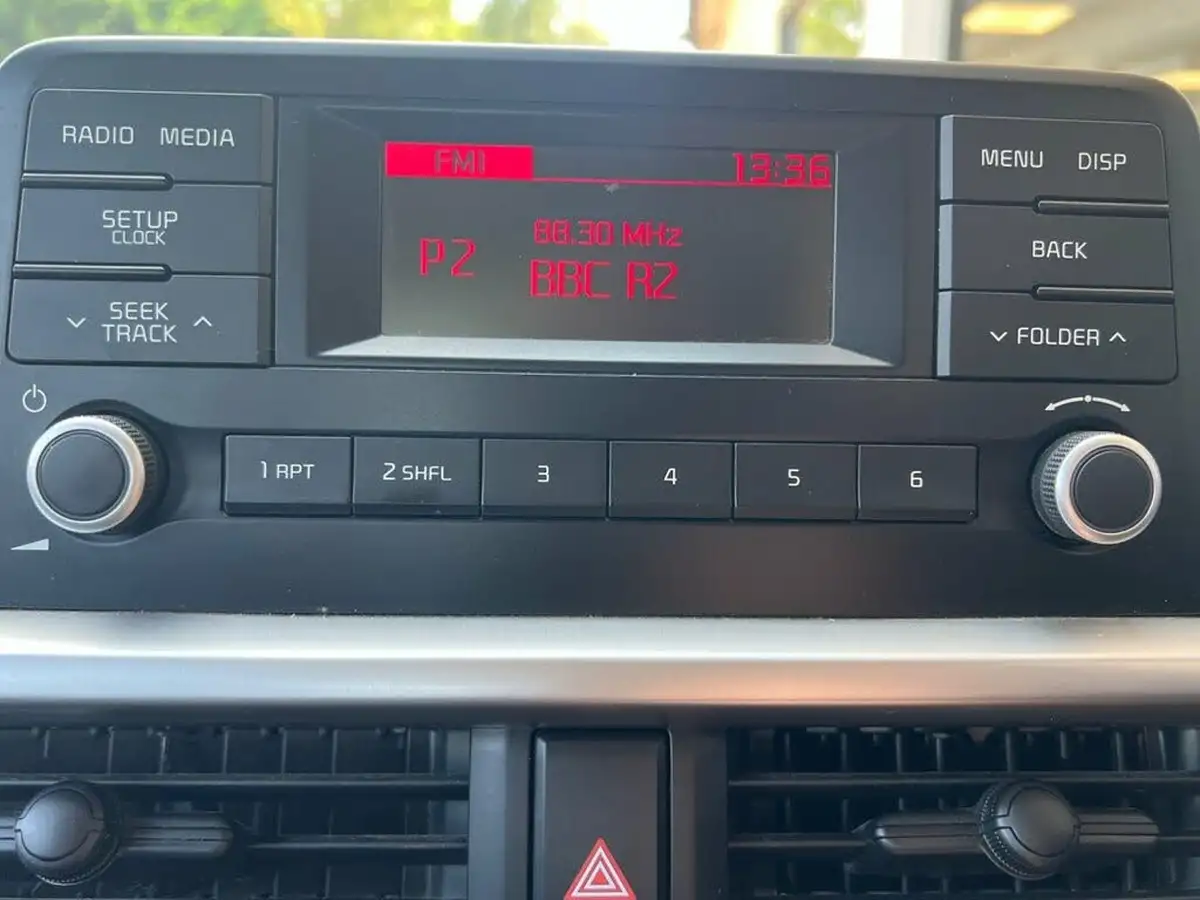 RADIO MEDIA
SETUP
CLOCK
SEEK
TRACK
FM1 13:36
88.30 MHz
P2 BBC R2
MENU DISP
BACK
FOLDER
1 RPT 2 SHFL 3 4 5 6